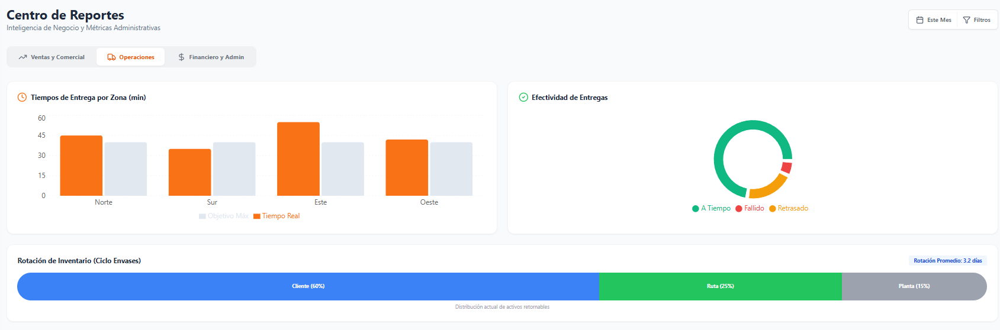 Centro de Reportes
Inteligencia de Negocio y Métricas Administrativas
Este Mes
Filtros
Ventas y Comercial
Operaciones
Financiero y Admin
Tiempos de Entrega por Zona (min)
60
45
30
15
0
Norte
Sur
Este
Oeste
Objetivo Máx
Tiempo Real
Efectividad de Entregas
A Tiempo
Fallido
Retrasado
Rotación de Inventario (Ciclo Envases)
Rotación Promedio: 3.2 días
Cliente (60%)
Ruta (25%)
Planta (15%)
Distribución actual de activos retornables